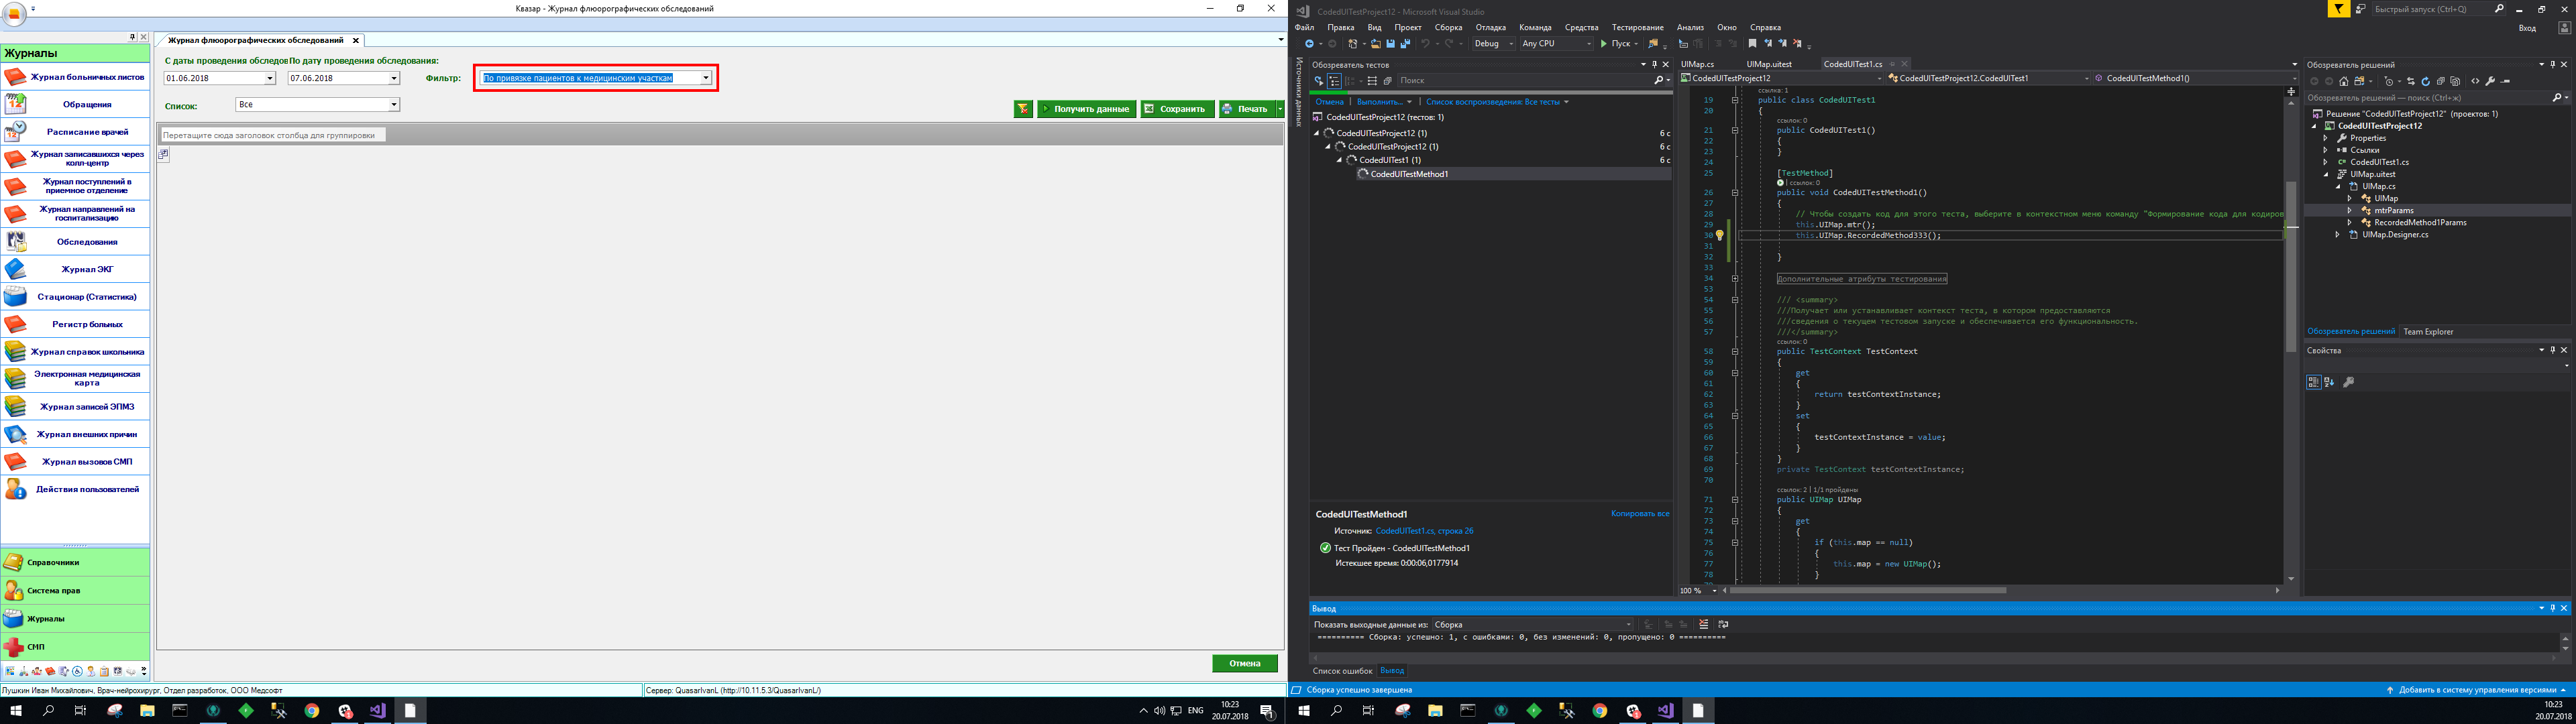 Квазар - Журнал флюорографических обследований
Журналы
Журнал больничных листов
Обращения
Расписание врачей
Журнал записавшихся через
колл-центр
Журнал поступлений в
приемное отделение
Журнал направлений на
госпитализацию
Обследования
Журнал ЭКГ
Стационар (Статистика)
Регистр больных
Журнал справок школьника
Электронная медицинская
карта
Журнал записей ЭПМЗ
Журнал внешних причин
Журнал вызовов СМП
Действия пользователей
Справочники
Система прав
Журналы
СМП
Журнал флюорографических обследований
С даты проведения обследов По дату проведения обследования:
01.06.2018 07.06.2018 Фильтр: По привязке пациентов к медицинским участкам
Список: Все
Получить данные Сохранить Печать
Перетащите сюда заголовок столбца для группировки
Отмена
Лушкин Иван Михайлович, Врач-нейрохирург, Отдел разработок, ООО Медсофт
Сервер: QuasarIvanL (http://10.11.5.3/QuasarIvanL/)
ENG 10:23
20.07.2018
CodedUITestProject12 - Microsoft Visual Studio
Быстрый запуск (Ctrl+Q)
Файл Правка Вид Проект Сборка Отладка Команда Средства Тестирование Анализ Окно Справка
Вход
Debug Any CPU Пуск
Источники данных
Обозреватель тестов
Поиск
Отмена | Выполнить... | Список воспроизведения: Все тесты
CodedUITestProject12 (тестов: 1)
CodedUITestProject12 (1) 6 с
CodedUITestProject12 (1) 6 с
CodedUITest1 (1) 6 с
CodedUITestMethod1
CodedUITestMethod1
Копировать все
Источник: CodedUITest1.cs, строка 26
Тест Пройден - CodedUITestMethod1
Истекшее время: 0:00:06,0177914
UIMap.cs UIMap.uitest CodedUITest1.cs
CodedUITestProject12 CodedUITestProject12.CodedUITest1 CodedUITestMethod1()
ссылка: 1
19 public class CodedUITest1
20 {
ссылок: 0
21 public CodedUITest1()
22 {
23 }
24
25 [TestMethod]
| ссылок: 0
26 public void CodedUITestMethod1()
27 {
28 // Чтобы создать код для этого теста, выберите в контекстном меню команду "Формирование кода для кодиров
29 this.UIMap.mtr();
30 this.UIMap.RecordedMethod333();
31
32 }
33
34 Дополнительные атрибуты тестирования
53
54 /// <summary>
55 ///Получает или устанавливает контекст теста, в котором предоставляются
56 ///сведения о текущем тестовом запуске и обеспечивается его функциональность.
57 ///</summary>
ссылок: 0
58 public TestContext TestContext
59 {
60 get
61 {
62 return testContextInstance;
63 }
64 set
65 {
66 testContextInstance = value;
67 }
68 }
69 private TestContext testContextInstance;
70
ссылок: 2 | 1/1 пройдены
71 public UIMap UIMap
72 {
73 get
74 {
75 if (this.map == null)
76 {
77 this.map = new UIMap();
78 }
100 %
Обозреватель решений
Обозреватель решений — поиск (Ctrl+ж)
Решение "CodedUITestProject12" (проектов: 1)
CodedUITestProject12
Properties
Ссылки
CodedUITest1.cs
UIMap.uitest
UIMap.cs
UIMap
mtrParams
RecordedMethod1Params
UIMap.Designer.cs
Обозреватель решений Team Explorer
Свойства
Вывод
Показать выходные данные из: Сборка
========== Сборка: успешно: 1, с ошибками: 0, без изменений: 0, пропущено: 0 ==========
Список ошибок Вывод
Сборка успешно завершена
Добавить в систему управления версиями
10:23
20.07.2018